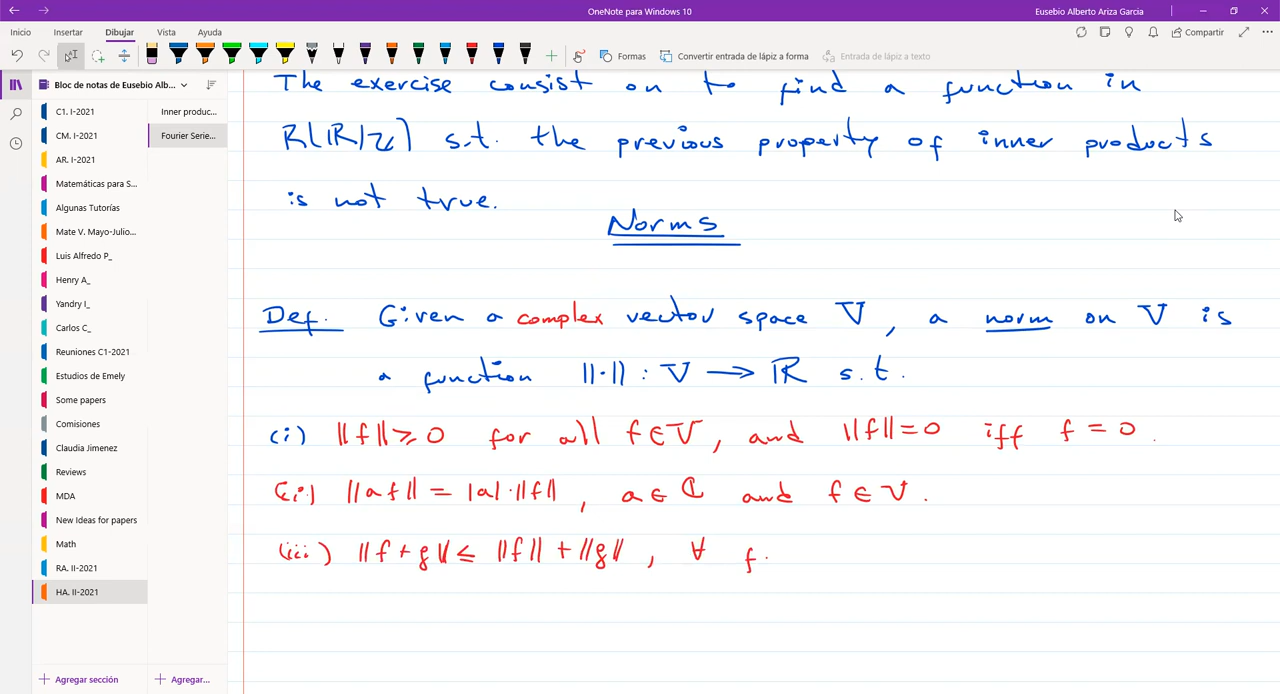 OneNote para Windows 10
Eusebio Alberto Ariza Garcia
Inicio Insertar Dibujar Vista Ayuda
Compartir
Formas
Convertir entrada de lápiz a forma
Entrada de lápiz a texto
Bloc de notas de Eusebio Alb...
C1. I-2021
CM. I-2021
AR. I-2021
Matemáticas para S...
Algunas Tutorías
Mate V. Mayo-Julio...
Luis Alfredo P_
Henry A_
Yandry I_
Carlos C_
Reuniones C1-2021
Estudios de Emely
Some papers
Comisiones
Claudia Jimenez
Reviews
MDA
New Ideas for papers
Math
RA. II-2021
HA. II-2021
Agregar sección
Inner produc...
Fourier Serie...
Agregar...
The exercise consist on to find a function in
R(ℝ/ℤ) s.t. the previous property of inner products
is not true.
Norms
Def. Given a complex vector space V, a norm on V is
a function ||·|| : V → ℝ s.t.
(i) ||f|| ≥ 0 for all f ∈ V, and ||f|| = 0 iff f = 0.
(ii) ||a f|| = |a|·||f||, a ∈ ℂ and f ∈ V.
(iii) ||f + g|| ≤ ||f|| + ||g||, ∀ f.